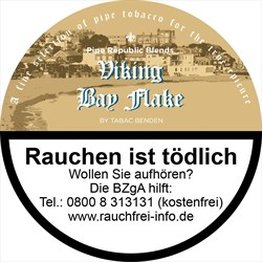 A fine selection of pipe tobacco for the true connoisseur
Pipe Republic Blends
Viking
Bay Flake
BY TABAC BENDEN
Rauchen ist tödlich
Wollen Sie aufhören?
Die BZgA hilft:
Tel.: 0800 8 313131 (kostenfrei)
www.rauchfrei-info.de